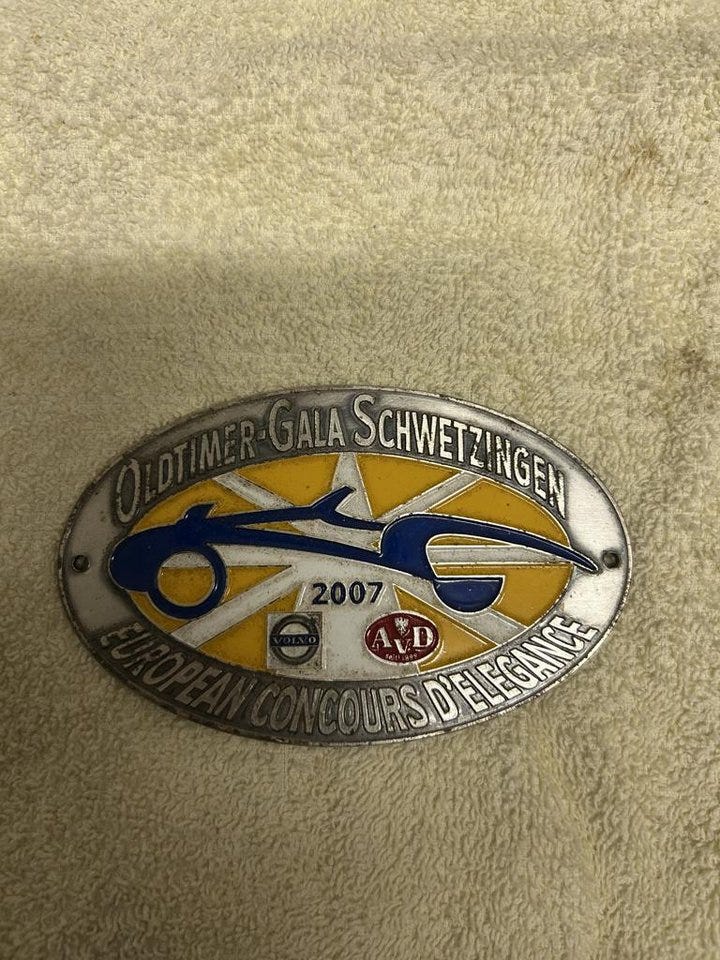 OLDTIMER-GALA SCHWETZINGEN
2007
VOLVO
AVD
EUROPEAN CONCOURS D'ELEGANCE